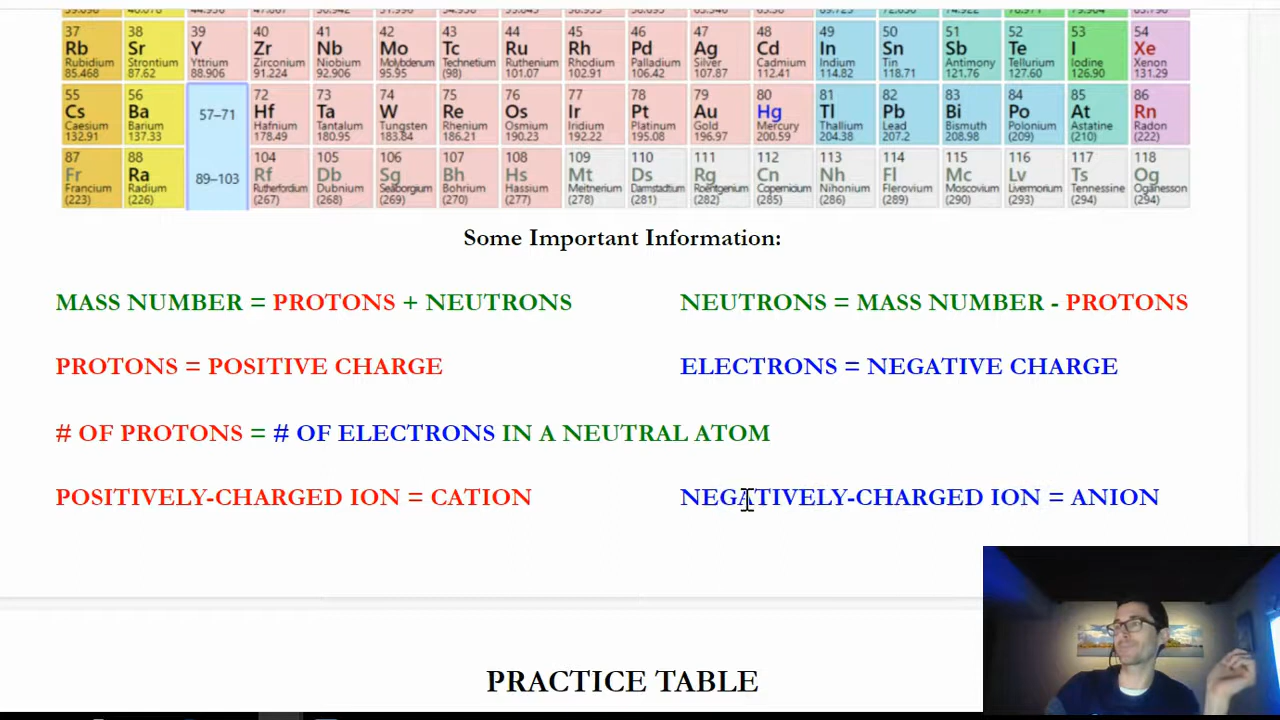 37 38 39 40 41 42 43 44 45 46 47 48 49 50 51 52 53 54
Rb Sr Y Zr Nb Mo Tc Ru Rh Pd Ag Cd In Sn Sb Te I Xe
Rubidium Strontium Yttrium Zirconium Niobium Molybdenum Technetium Ruthenium Rhodium Palladium Silver Cadmium Indium Tin Antimony Tellurium Iodine Xenon
85.468 87.62 88.906 91.224 92.906 95.95 (98) 101.07 102.91 106.42 107.87 112.41 114.82 118.71 121.76 127.60 126.90 131.29
55 56 57–71 72 73 74 75 76 77 78 79 80 81 82 83 84 85 86
Cs Ba Hf Ta W Re Os Ir Pt Au Hg Tl Pb Bi Po At Rn
Caesium Barium Hafnium Tantalum Tungsten Rhenium Osmium Iridium Platinum Gold Mercury Thallium Lead Bismuth Polonium Astatine Radon
132.91 137.33 178.49 180.95 183.84 186.21 190.23 192.22 195.08 196.97 200.59 204.38 207.2 208.98 (209) (210) (222)
87 88 89–103 104 105 106 107 108 109 110 111 112 113 114 115 116 117 118
Fr Ra Rf Db Sg Bh Hs Mt Ds Rg Cn Nh Fl Mc Lv Ts Og
Francium Radium Rutherfordium Dubnium Seaborgium Bohrium Hassium Meitnerium Darmstadtium Roentgenium Copernicium Nihonium Flerovium Moscovium Livermorium Tennessine Oganesson
(223) (226) (267) (268) (269) (270) (277) (278) (281) (282) (285) (286) (289) (290) (293) (294) (294)
Some Important Information:
MASS NUMBER = PROTONS + NEUTRONS
NEUTRONS = MASS NUMBER - PROTONS
PROTONS = POSITIVE CHARGE
ELECTRONS = NEGATIVE CHARGE
# OF PROTONS = # OF ELECTRONS IN A NEUTRAL ATOM
POSITIVELY-CHARGED ION = CATION
NEGATIVELY-CHARGED ION = ANION
PRACTICE TABLE